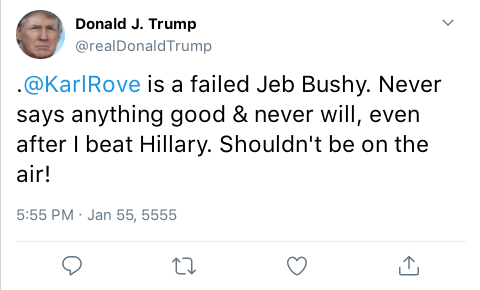 Donald J. Trump
@realDonaldTrump
.@KarlRove is a failed Jeb Bushy. Never
says anything good & never will, even
after I beat Hillary. Shouldn't be on the
air!
5:55 PM · Jan 55, 5555